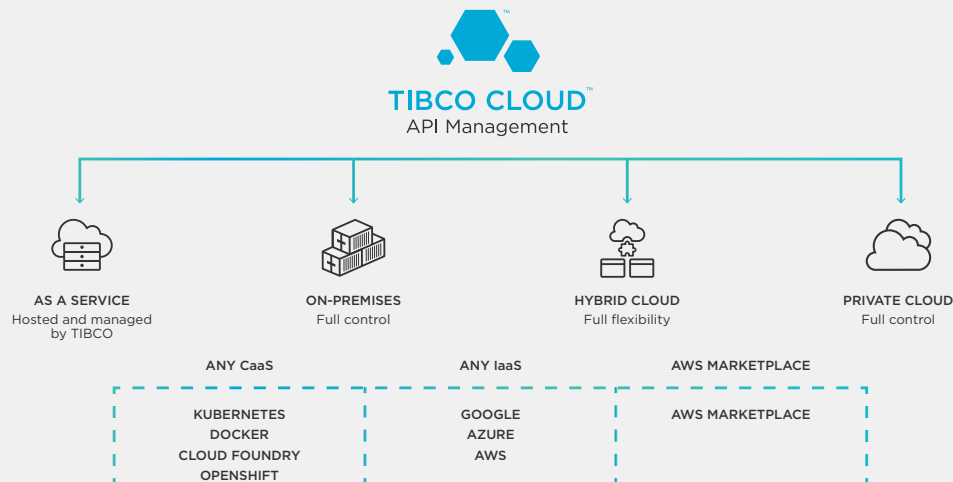 TIBCO CLOUD™
API Management
AS A SERVICE
Hosted and managed
by TIBCO
ON-PREMISES
Full control
HYBRID CLOUD
Full flexibility
PRIVATE CLOUD
Full control
ANY CaaS
ANY IaaS
AWS MARKETPLACE
KUBERNETES
DOCKER
CLOUD FOUNDRY
OPENSHIFT
GOOGLE
AZURE
AWS
AWS MARKETPLACE